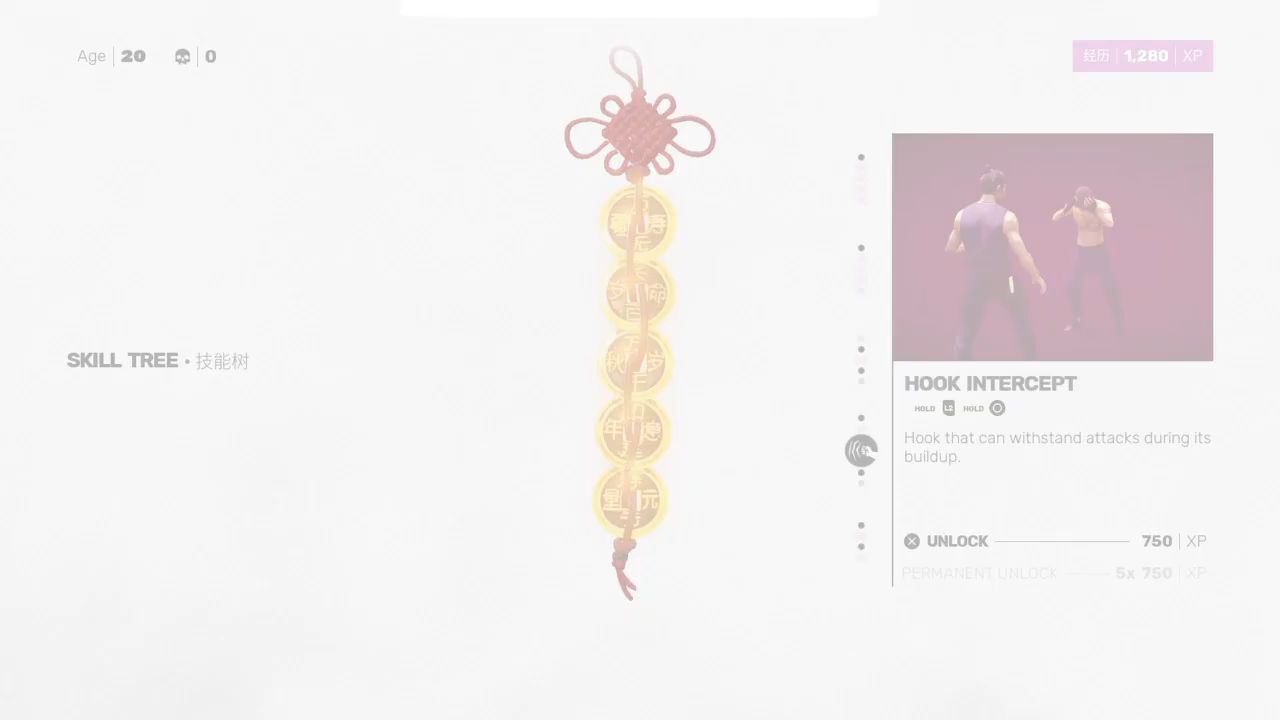 Age 20 0
经历 1,280 XP
SKILL TREE • 技能树
HOOK INTERCEPT
HOLD L2 HOLD
Hook that can withstand attacks during its
buildup.
UNLOCK 750 XP
PERMANENT UNLOCK 5x 750 XP